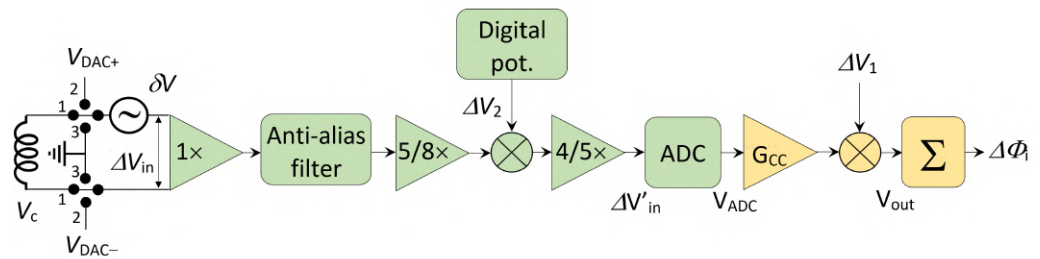 V_DAC+
2
1
3
3
1
2
V_c
V_DAC−
δV
ΔV_in
1×
Anti-alias
filter
5/8×
Digital
pot.
ΔV_2
4/5×
ΔV'_in
ADC
V_ADC
G_CC
ΔV_1
V_out
Σ
ΔΦ_i